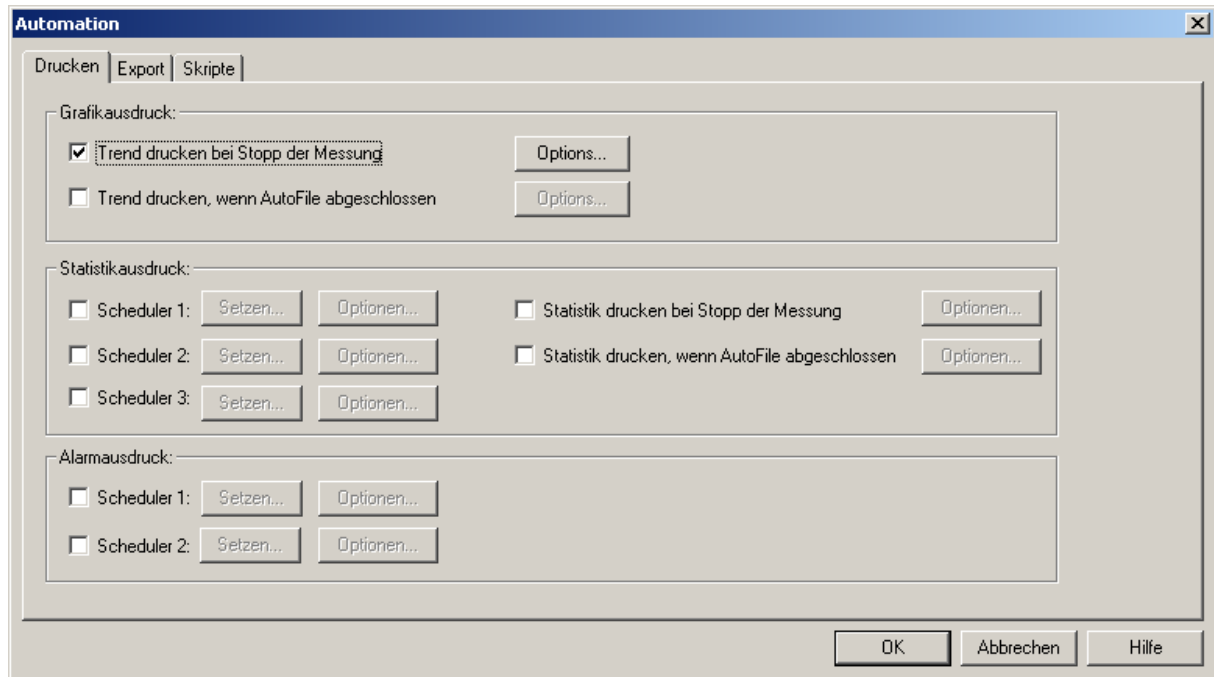 Automation
Drucken Export Skripte
Grafikausdruck:
Trend drucken bei Stopp der Messung Options...
Trend drucken, wenn AutoFile abgeschlossen Options...
Statistikausdruck:
Scheduler 1: Setzen... Optionen... Statistik drucken bei Stopp der Messung Optionen...
Scheduler 2: Setzen... Optionen... Statistik drucken, wenn AutoFile abgeschlossen Optionen...
Scheduler 3: Setzen... Optionen...
Alarmausdruck:
Scheduler 1: Setzen... Optionen...
Scheduler 2: Setzen... Optionen...
OK Abbrechen Hilfe